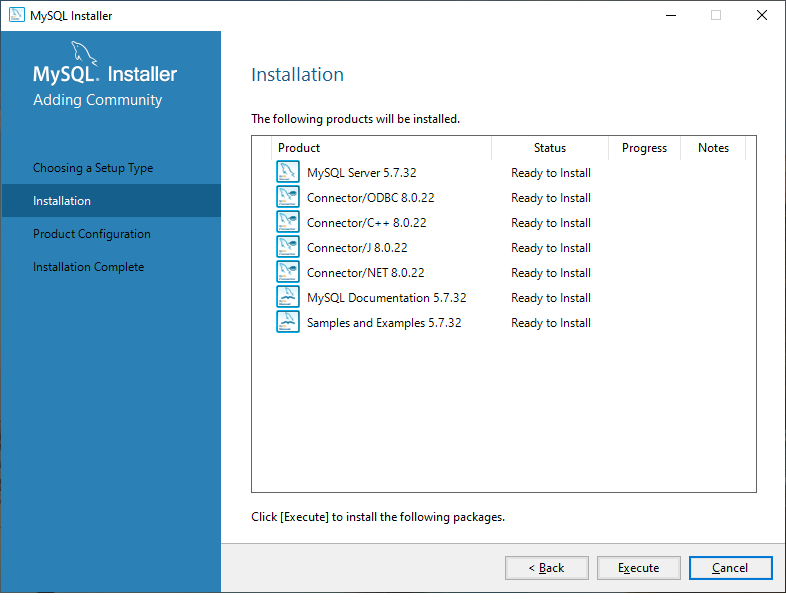 MySQL Installer
MySQL. Installer
Adding Community
Choosing a Setup Type
Installation
Product Configuration
Installation Complete
Installation
The following products will be installed.
Product Status Progress Notes
MySQL Server 5.7.32 Ready to Install
Connector/ODBC 8.0.22 Ready to Install
Connector/C++ 8.0.22 Ready to Install
Connector/J 8.0.22 Ready to Install
Connector/NET 8.0.22 Ready to Install
MySQL Documentation 5.7.32 Ready to Install
Samples and Examples 5.7.32 Ready to Install
Click [Execute] to install the following packages.
< Back Execute Cancel